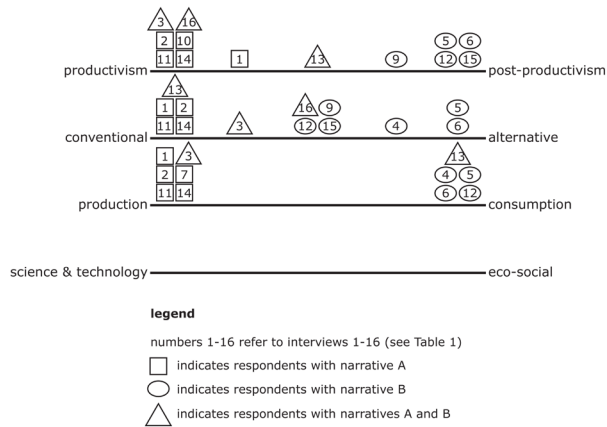 3 16
2 10 5 6
11 14 1 13 9 12 15
productivism post-productivism
13
1 2 16 9 5
11 14 3 12 15 4 6
conventional alternative
1 3 13
2 7 4 5
11 14 6 12
production consumption
science & technology eco-social
legend
numbers 1-16 refer to interviews 1-16 (see Table 1)
indicates respondents with narrative A
indicates respondents with narrative B
indicates respondents with narratives A and B